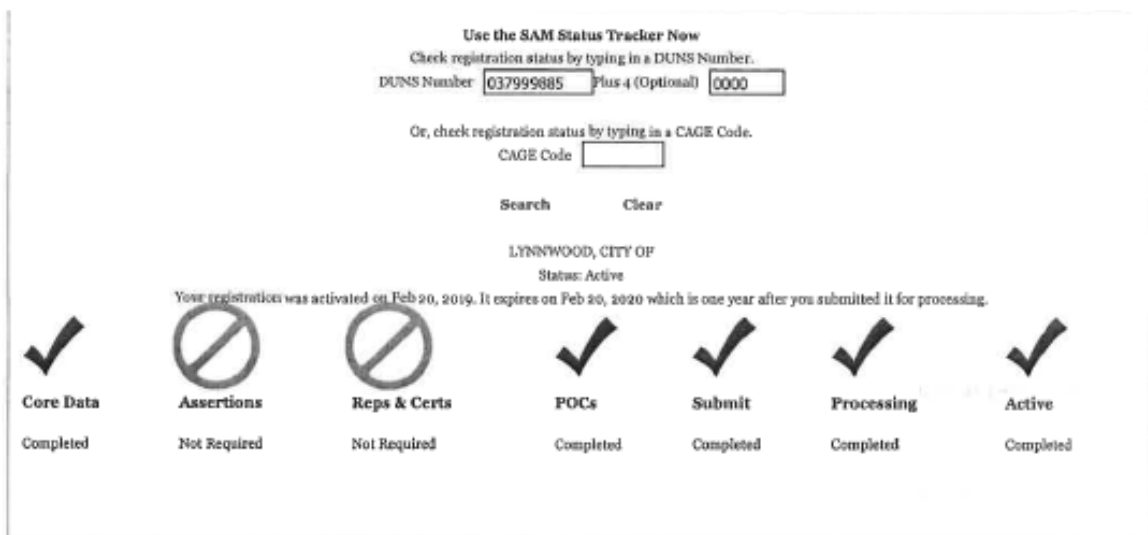 Use the SAM Status Tracker Now
Check registration status by typing in a DUNS Number.
DUNS Number 037999885 Plus 4 (Optional) 0000
Or, check registration status by typing in a CAGE Code.
CAGE Code
Search Clear
LYNNWOOD, CITY OF
Status: Active
Your registration was activated on Feb 20, 2019. It expires on Feb 20, 2020 which is one year after you submitted it for processing.
Core Data Assertions Reps & Certs POCs Submit Processing Active
Completed Not Required Not Required Completed Completed Completed Completed